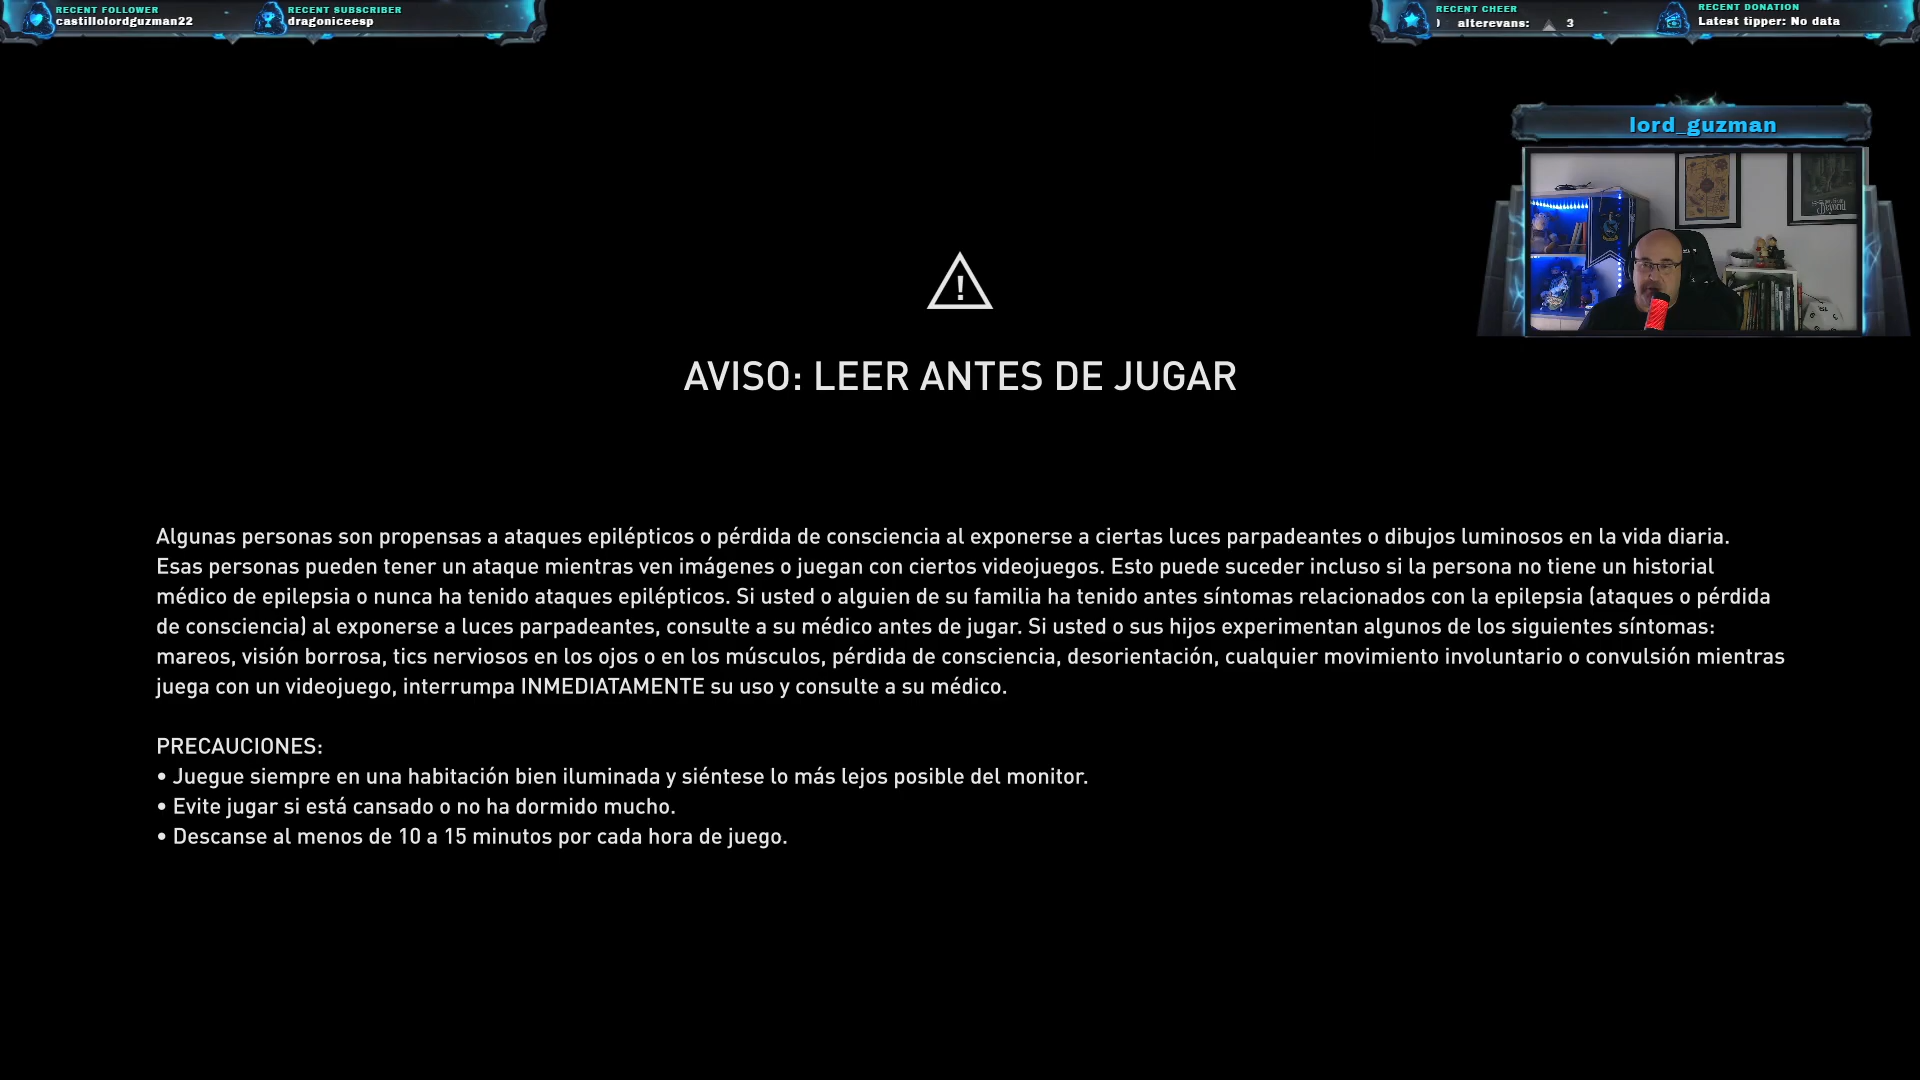 RECENT FOLLOWER
castillolordguzman22
RECENT SUBSCRIBER
dragoniceesp
RECENT CHEER
alterevans: 3
RECENT DONATION
Latest tipper: No data
lord_guzman
!
AVISO: LEER ANTES DE JUGAR
Algunas personas son propensas a ataques epilépticos o pérdida de consciencia al exponerse a ciertas luces parpadeantes o dibujos luminosos en la vida diaria.
Esas personas pueden tener un ataque mientras ven imágenes o juegan con ciertos videojuegos. Esto puede suceder incluso si la persona no tiene un historial
médico de epilepsia o nunca ha tenido ataques epilépticos. Si usted o alguien de su familia ha tenido antes síntomas relacionados con la epilepsia (ataques o pérdida
de consciencia) al exponerse a luces parpadeantes, consulte a su médico antes de jugar. Si usted o sus hijos experimentan algunos de los siguientes síntomas:
mareos, visión borrosa, tics nerviosos en los ojos o en los músculos, pérdida de consciencia, desorientación, cualquier movimiento involuntario o convulsión mientras
juega con un videojuego, interrumpa INMEDIATAMENTE su uso y consulte a su médico.
PRECAUCIONES:
• Juegue siempre en una habitación bien iluminada y siéntese lo más lejos posible del monitor.
• Evite jugar si está cansado o no ha dormido mucho.
• Descanse al menos de 10 a 15 minutos por cada hora de juego.